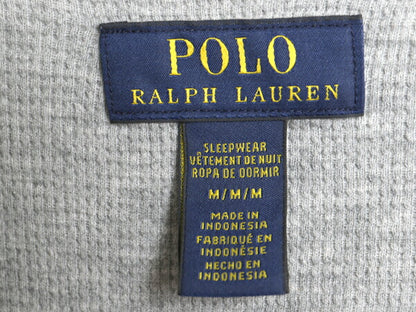 POLO
RALPH LAUREN
SLEEPWEAR
VÊTEMENT DE NUIT
ROPA DE DORMIR
M/M/M
MADE IN
INDONESIA
FABRIQUÉ EN
INDONÉSIE
HECHO EN
INDONESIA